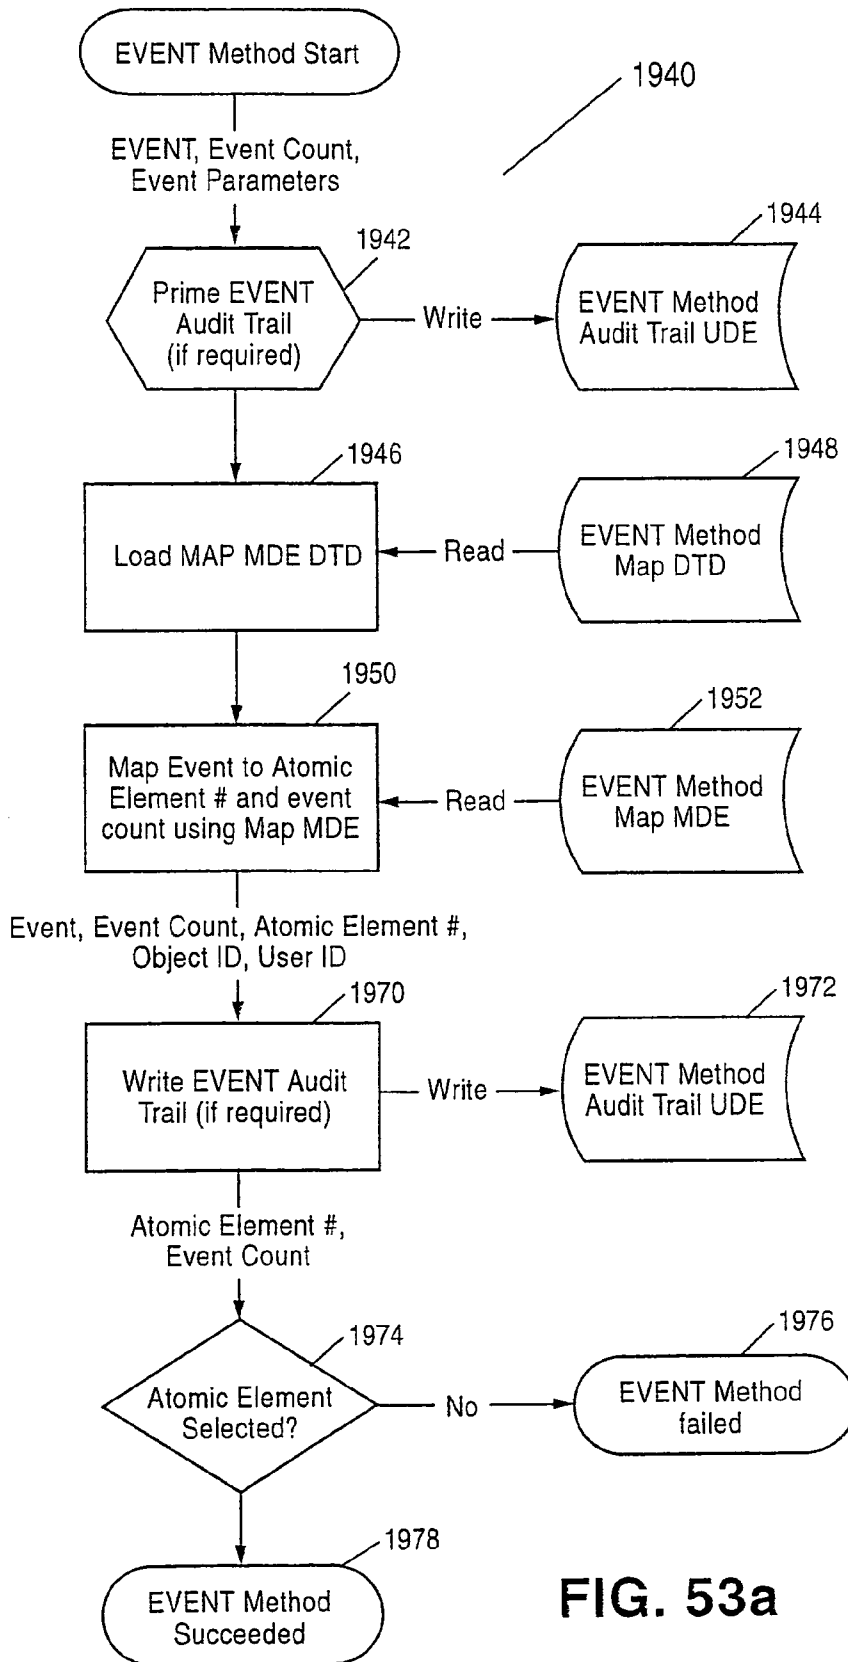 EVENT Method Start
1940
EVENT, Event Count,
Event Parameters
1942
1944
Prime EVENT
Audit Trail
(if required)
Write
EVENT Method
Audit Trail UDE
1946
1948
Load MAP MDE DTD
Read
EVENT Method
Map DTD
1950
1952
Map Event to Atomic
Element # and event
count using Map MDE
Read
EVENT Method
Map MDE
Event, Event Count, Atomic Element #,
Object ID, User ID
1970
1972
Write EVENT Audit
Trail (if required)
Write
EVENT Method
Audit Trail UDE
Atomic Element #,
Event Count
1974
1976
Atomic Element
Selected?
No
EVENT Method
failed
1978
EVENT Method
Succeeded
FIG. 53a